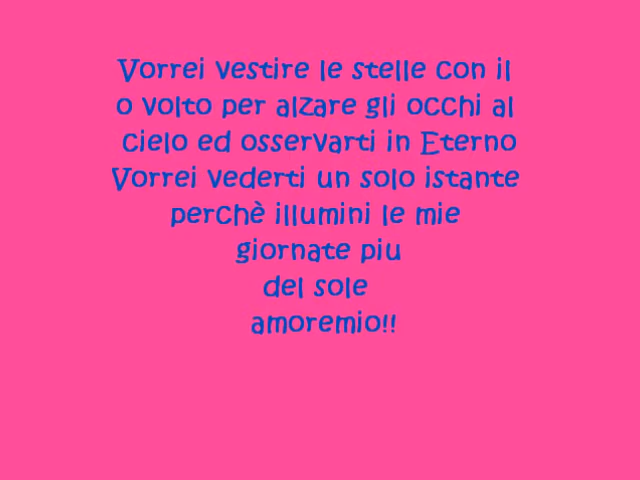 Vorrei vestire le stelle con il
o volto per alzare gli occhi al
cielo ed osservarti in Eterno
Vorrei vederti un solo istante
perchè illumini le mie
giornate piu
del sole
amoremio!!